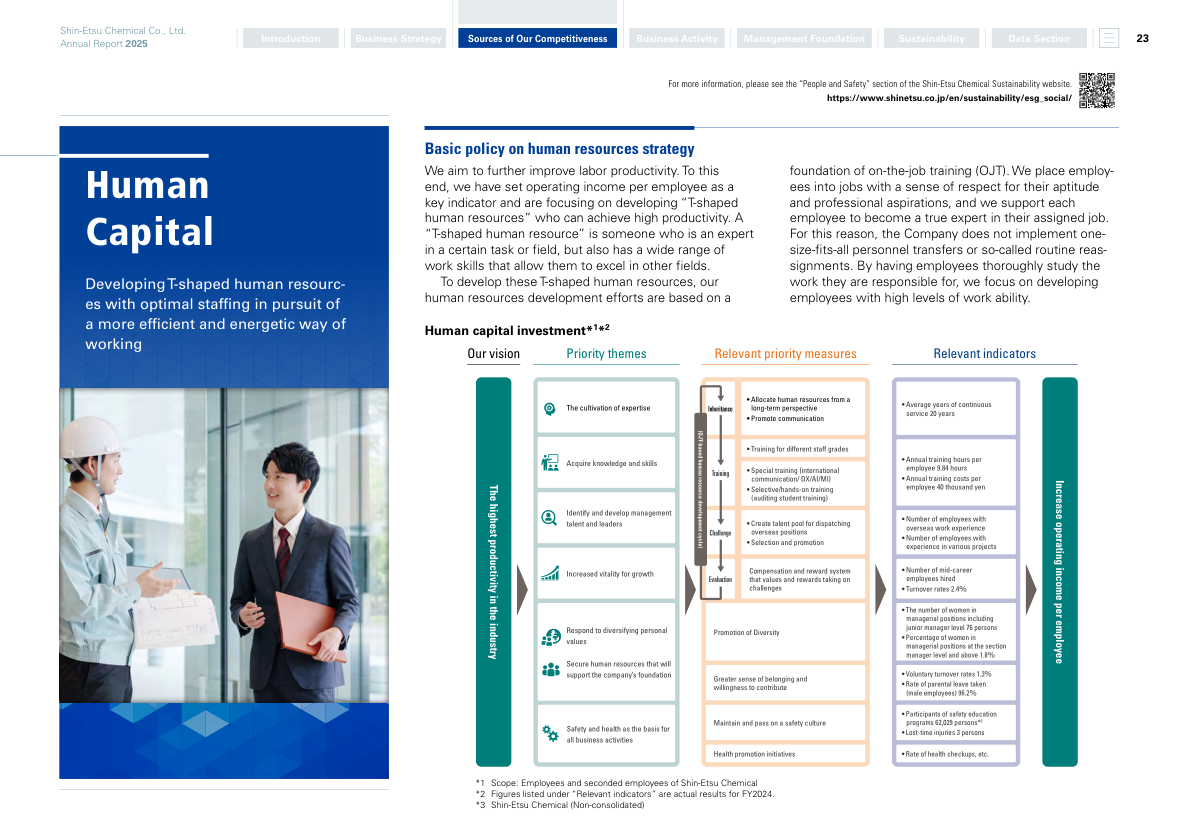 Shin-Etsu Chemical Co., Ltd.
Annual Report 2025
Introduction
Business Strategy
Sources of Our Competitiveness
Business Activity
Management Foundation
Sustainability
Data Section
23
For more information, please see the “People and Safety” section of the Shin-Etsu Chemical Sustainability website.
https://www.shinetsu.co.jp/en/sustainability/esg_social/
Human
Capital
Developing T-shaped human resourc-
es with optimal staffing in pursuit of
a more efficient and energetic way of
working
Basic policy on human resources strategy
We aim to further improve labor productivity. To this
end, we have set operating income per employee as a
key indicator and are focusing on developing “T-shaped
human resources” who can achieve high productivity. A
“T-shaped human resource” is someone who is an expert
in a certain task or field, but also has a wide range of
work skills that allow them to excel in other fields.
To develop these T-shaped human resources, our
human resources development efforts are based on a
foundation of on-the-job training (OJT). We place employ-
ees into jobs with a sense of respect for their aptitude
and professional aspirations, and we support each
employee to become a true expert in their assigned job.
For this reason, the Company does not implement one-
size-fits-all personnel transfers or so-called routine reas-
signments. By having employees thoroughly study the
work they are responsible for, we focus on developing
employees with high levels of work ability.
Human capital investment*1*2
Our vision
Priority themes
Relevant priority measures
Relevant indicators
The highest productivity in the industry
The cultivation of expertise
Acquire knowledge and skills
Identify and develop management
talent and leaders
Increased vitality for growth
Respond to diversifying personal
values
Secure human resources that will
support the company’s foundation
Safety and health as the basis for
all business activities
(OJT-based human resource development cycle)
Inheritance
Training
Challenge
Evaluation
• Allocate human resources from a
long-term perspective
• Promote communication
• Training for different staff grades
• Special training (international
communication/ DX/AI/MI)
• Selective/hands-on training
(auditing student training)
• Create talent pool for dispatching
overseas positions
• Selection and promotion
Compensation and reward system
that values and rewards taking on
challenges
Promotion of Diversity
Greater sense of belonging and
willingness to contribute
Maintain and pass on a safety culture
Health promotion initiatives
• Average years of continuous
service 20 years
• Annual training hours per
employee 9.84 hours
• Annual training costs per
employee 40 thousand yen
• Number of employees with
overseas work experience
• Number of employees with
experience in various projects
• Number of mid-career
employees hired
• Turnover rates 2.4%
• The number of women in
managerial positions including
junior manager level 76 persons
• Percentage of women in
managerial positions at the section
manager level and above 1.8%
• Voluntary turnover rates 1.3%
• Rate of parental leave taken
(male employees) 96.2%
• Participants of safety education
programs 62,029 persons*3
• Lost-time injuries 3 persons
• Rate of health checkups, etc.
Increase operating income per employee
*1 Scope: Employees and seconded employees of Shin-Etsu Chemical
*2 Figures listed under “Relevant indicators” are actual results for FY2024.
*3 Shin-Etsu Chemical (Non-consolidated)